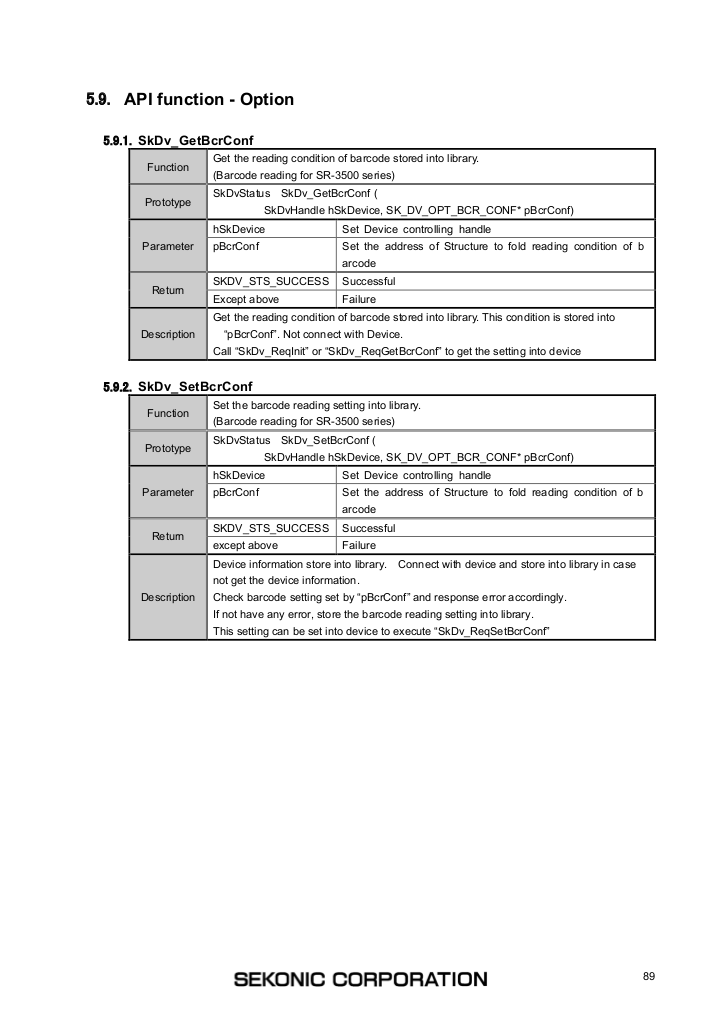 5.9. API function - Option
5.9.1. SkDv_GetBcrConf
Function
Get the reading condition of barcode stored into library.
(Barcode reading for SR-3500 series)
Prototype
SkDvStatus SkDv_GetBcrConf (
SkDvHandle hSkDevice, SK_DV_OPT_BCR_CONF* pBcrConf)
Parameter
hSkDevice Set Device controlling handle
pBcrConf Set the address of Structure to fold reading condition of b
arcode
Return
SKDV_STS_SUCCESS Successful
Except above Failure
Description
Get the reading condition of barcode stored into library. This condition is stored into
“pBcrConf”. Not connect with Device.
Call “SkDv_ReqInit” or “SkDv_ReqGetBcrConf” to get the setting into device
5.9.2. SkDv_SetBcrConf
Function
Set the barcode reading setting into library.
(Barcode reading for SR-3500 series)
Prototype
SkDvStatus SkDv_SetBcrConf (
SkDvHandle hSkDevice, SK_DV_OPT_BCR_CONF* pBcrConf)
Parameter
hSkDevice Set Device controlling handle
pBcrConf Set the address of Structure to fold reading condition of b
arcode
Return
SKDV_STS_SUCCESS Successful
except above Failure
Description
Device information store into library. Connect with device and store into library in case
not get the device information.
Check barcode setting set by “pBcrConf” and response error accordingly.
If not have any error, store the barcode reading setting into library.
This setting can be set into device to execute “SkDv_ReqSetBcrConf”
SEKONIC CORPORATION
89